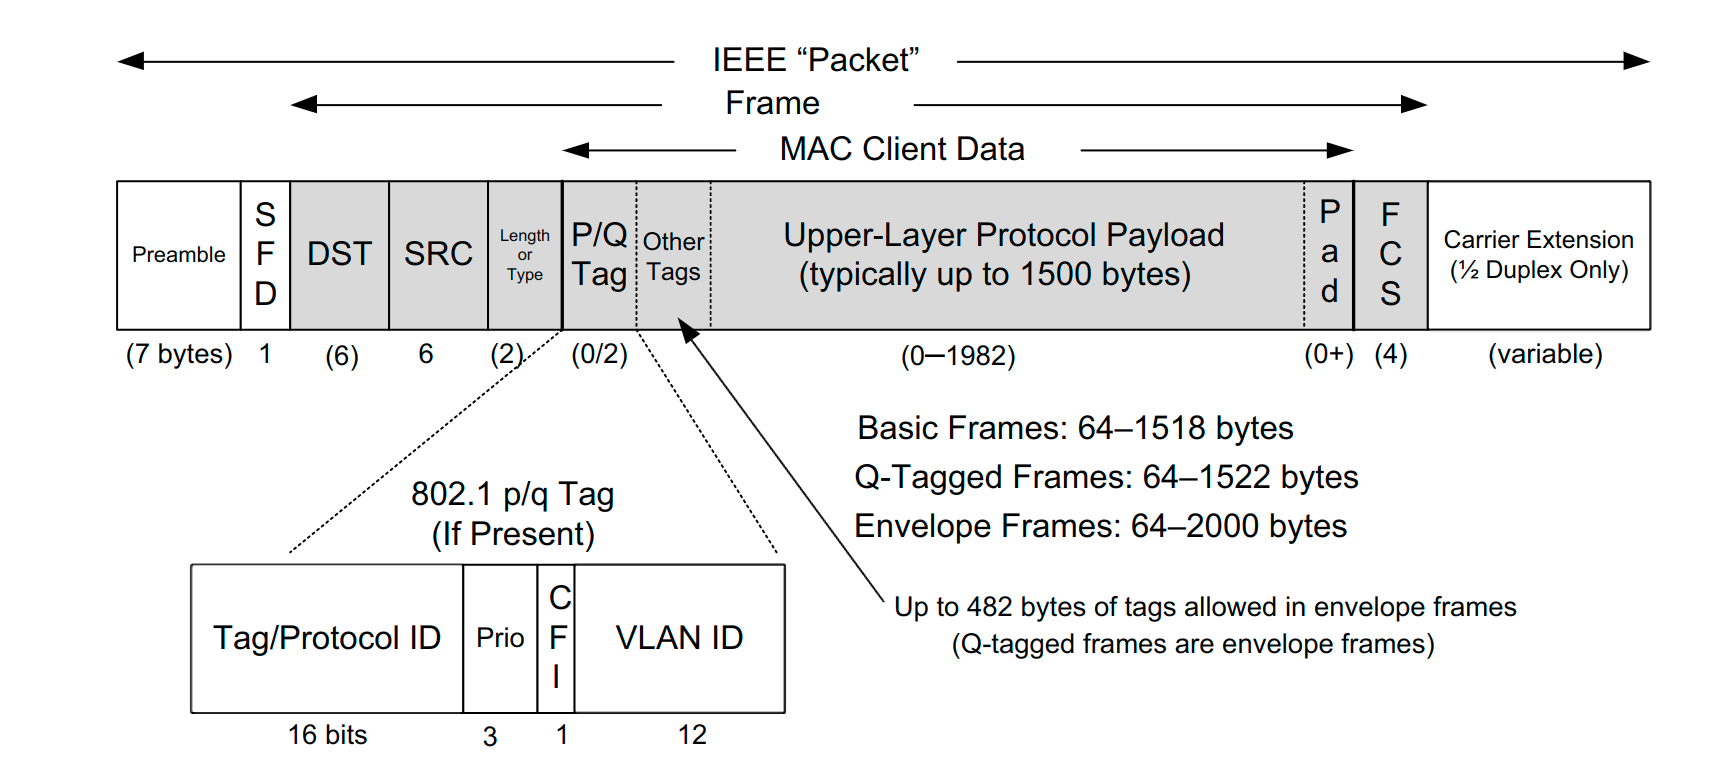 IEEE “Packet”
Frame
MAC Client Data
Preamble
S
F
D
DST
SRC
Length
or
Type
P/Q
Tag
Other
Tags
Upper-Layer Protocol Payload
(typically up to 1500 bytes)
P
a
d
F
C
S
Carrier Extension
(½ Duplex Only)
(7 bytes)
1
(6)
6
(2)
(0/2)
(0–1982)
(0+)
(4)
(variable)
Basic Frames: 64–1518 bytes
Q-Tagged Frames: 64–1522 bytes
Envelope Frames: 64–2000 bytes
802.1 p/q Tag
(If Present)
Up to 482 bytes of tags allowed in envelope frames
(Q-tagged frames are envelope frames)
Tag/Protocol ID
Prio
C
F
I
VLAN ID
16 bits
3
1
12